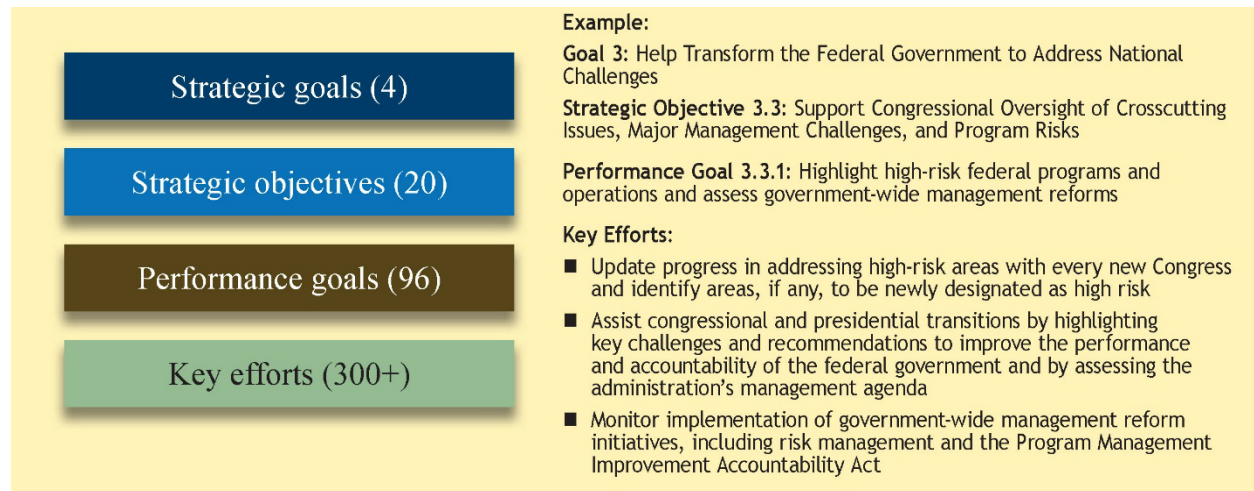 Strategic goals (4)
Strategic objectives (20)
Performance goals (96)
Key efforts (300+)
Example:
Goal 3: Help Transform the Federal Government to Address National
Challenges
Strategic Objective 3.3: Support Congressional Oversight of Crosscutting
Issues, Major Management Challenges, and Program Risks
Performance Goal 3.3.1: Highlight high-risk federal programs and
operations and assess government-wide management reforms
Key Efforts:
■ Update progress in addressing high-risk areas with every new Congress
and identify areas, if any, to be newly designated as high risk
■ Assist congressional and presidential transitions by highlighting
key challenges and recommendations to improve the performance
and accountability of the federal government and by assessing the
administration's management agenda
■ Monitor implementation of government-wide management reform
initiatives, including risk management and the Program Management
Improvement Accountability Act